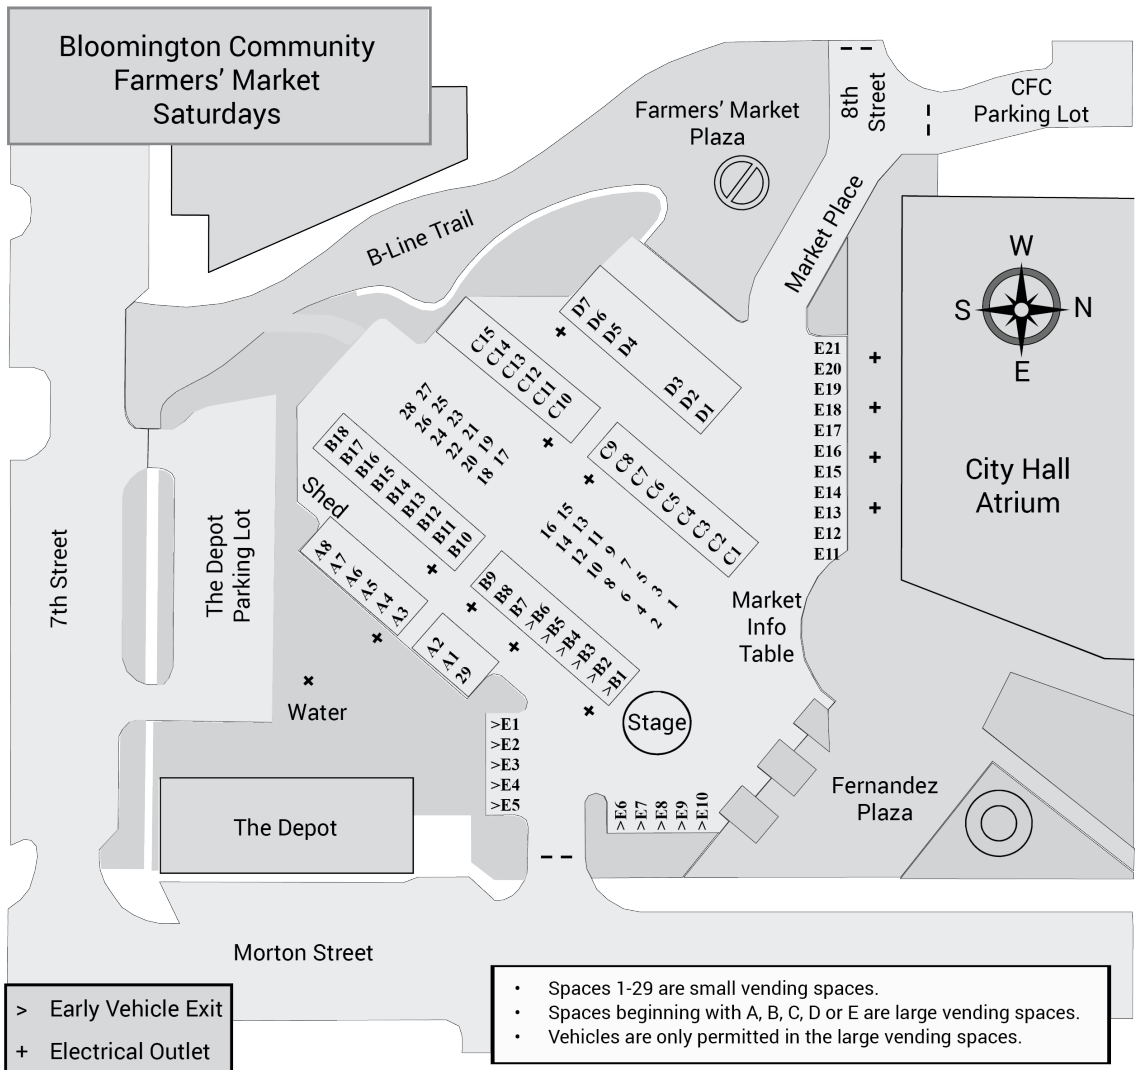 Bloomington Community
Farmers’ Market
Saturdays
Farmers’ Market
Plaza
8th
Street
CFC
Parking Lot
B-Line Trail
Market Place
W
S
N
E
City Hall
Atrium
D7
D6
D5
D4
D3
D2
D1
C15
C14
C13
C12
C11
C10
C9
C8
C7
C6
C5
C4
C3
C2
C1
E21
E20
E19
E18
E17
E16
E15
E14
E13
E12
E11
28 27
26 25
24 23
22 21
20 19
18 17
16 15
14 13
12 11
10 9
8 7
6 5
4 3
2 1
B18
B17
B16
B15
B14
B13
B12
B11
B10
B9
B8
B7
>B6
>B5
>B4
>B3
>B2
>B1
Shed
A8
A7
A6
A5
A4
A3
A2
A1
29
7th Street
The Depot
Parking Lot
Market
Info
Table
Water
Stage
>E1
>E2
>E3
>E4
>E5
>E6
>E7
>E8
>E9
>E10
Fernandez
Plaza
The Depot
Morton Street
> Early Vehicle Exit
+ Electrical Outlet
• Spaces 1-29 are small vending spaces.
• Spaces beginning with A, B, C, D or E are large vending spaces.
• Vehicles are only permitted in the large vending spaces.